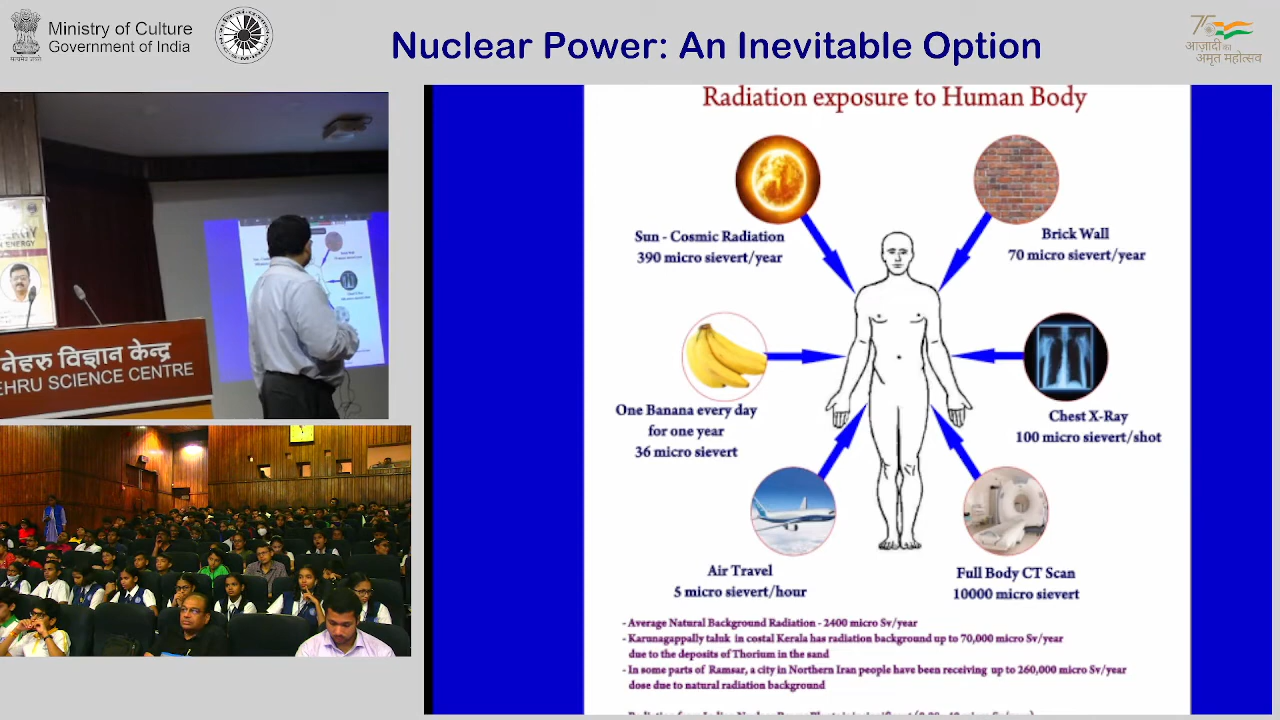 Ministry of Culture
Government of India
सत्यमेव जयते
Nuclear Power: An Inevitable Option
75
आज़ादी का
अमृत महोत्सव
Radiation exposure to Human Body
Sun - Cosmic Radiation
390 micro sievert/year
Brick Wall
70 micro sievert/year
One Banana every day
for one year
36 micro sievert
Chest X-Ray
100 micro sievert/shot
Air Travel
5 micro sievert/hour
Full Body CT Scan
10000 micro sievert
- Average Natural Background Radiation - 2400 micro Sv/year
- Karunagappally taluk in costal Kerala has radiation background up to 70,000 micro Sv/year
due to the deposits of Thorium in the sand
- In some parts of Ramsar, a city in Northern Iran people have been receiving up to 260,000 micro Sv/year
dose due to natural radiation background
नेहरु विज्ञान केन्द्र
EHRU SCIENCE CENTRE
ENERGY